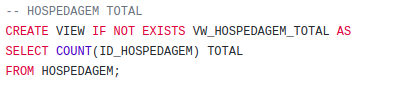 -- HOSPEDAGEM TOTAL
CREATE VIEW IF NOT EXISTS VW_HOSPEDAGEM_TOTAL AS
SELECT COUNT(ID_HOSPEDAGEM) TOTAL
FROM HOSPEDAGEM;